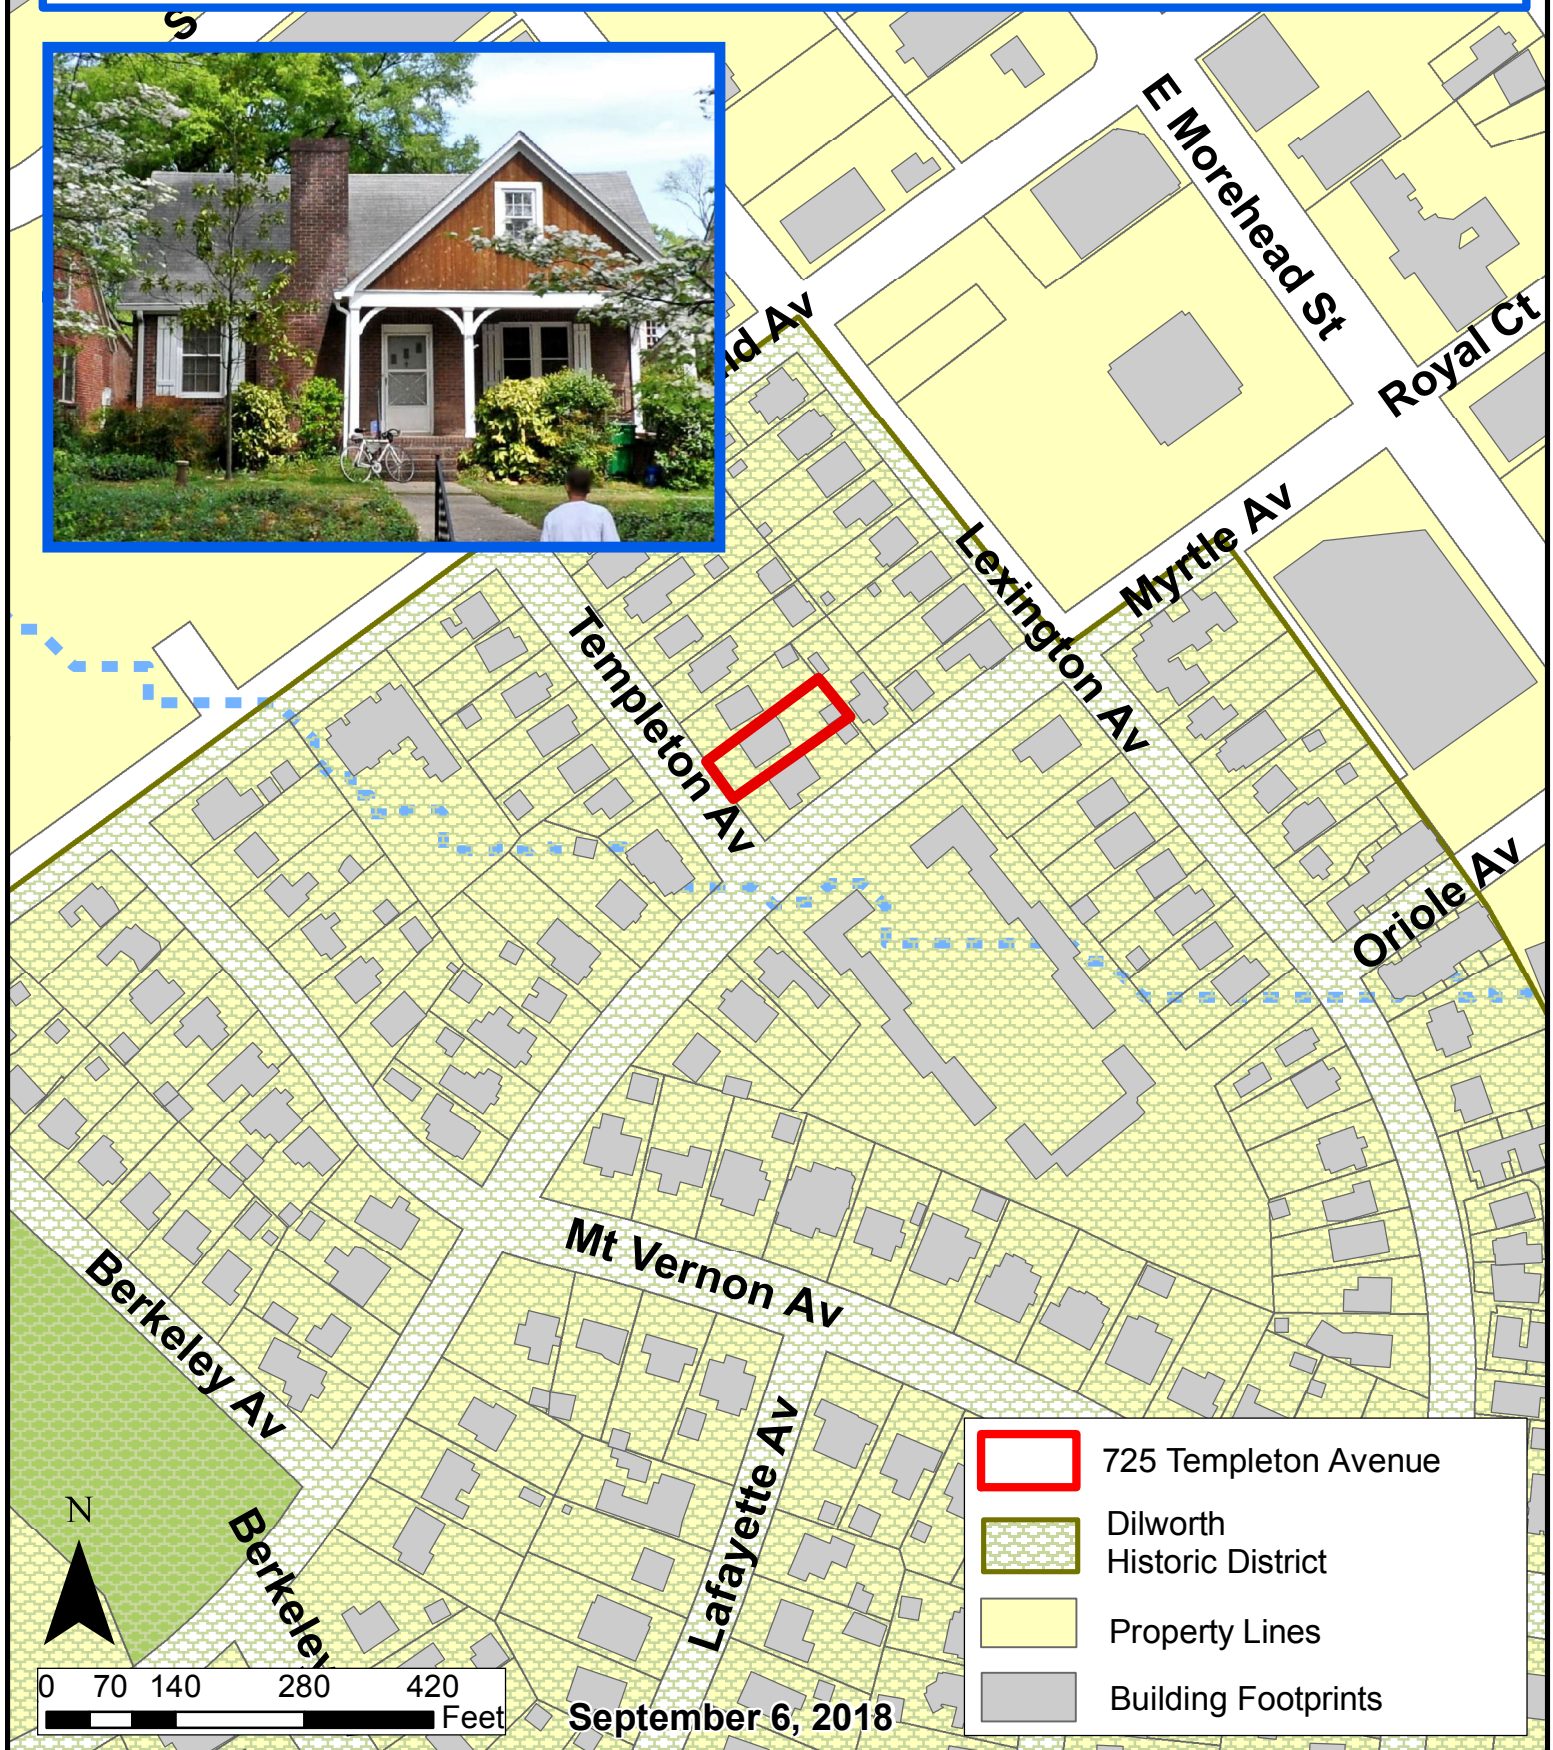 S
E Morehead St
Royal Ct
nd Av
Myrtle Av
Lexington Av
Templeton Av
Oriole Av
Mt Vernon Av
Berkeley Av
Lafayette Av
Berkeley
N
725 Templeton Avenue
Dilworth
Historic District
Property Lines
Building Footprints
0 70 140 280 420
Feet
September 6, 2018